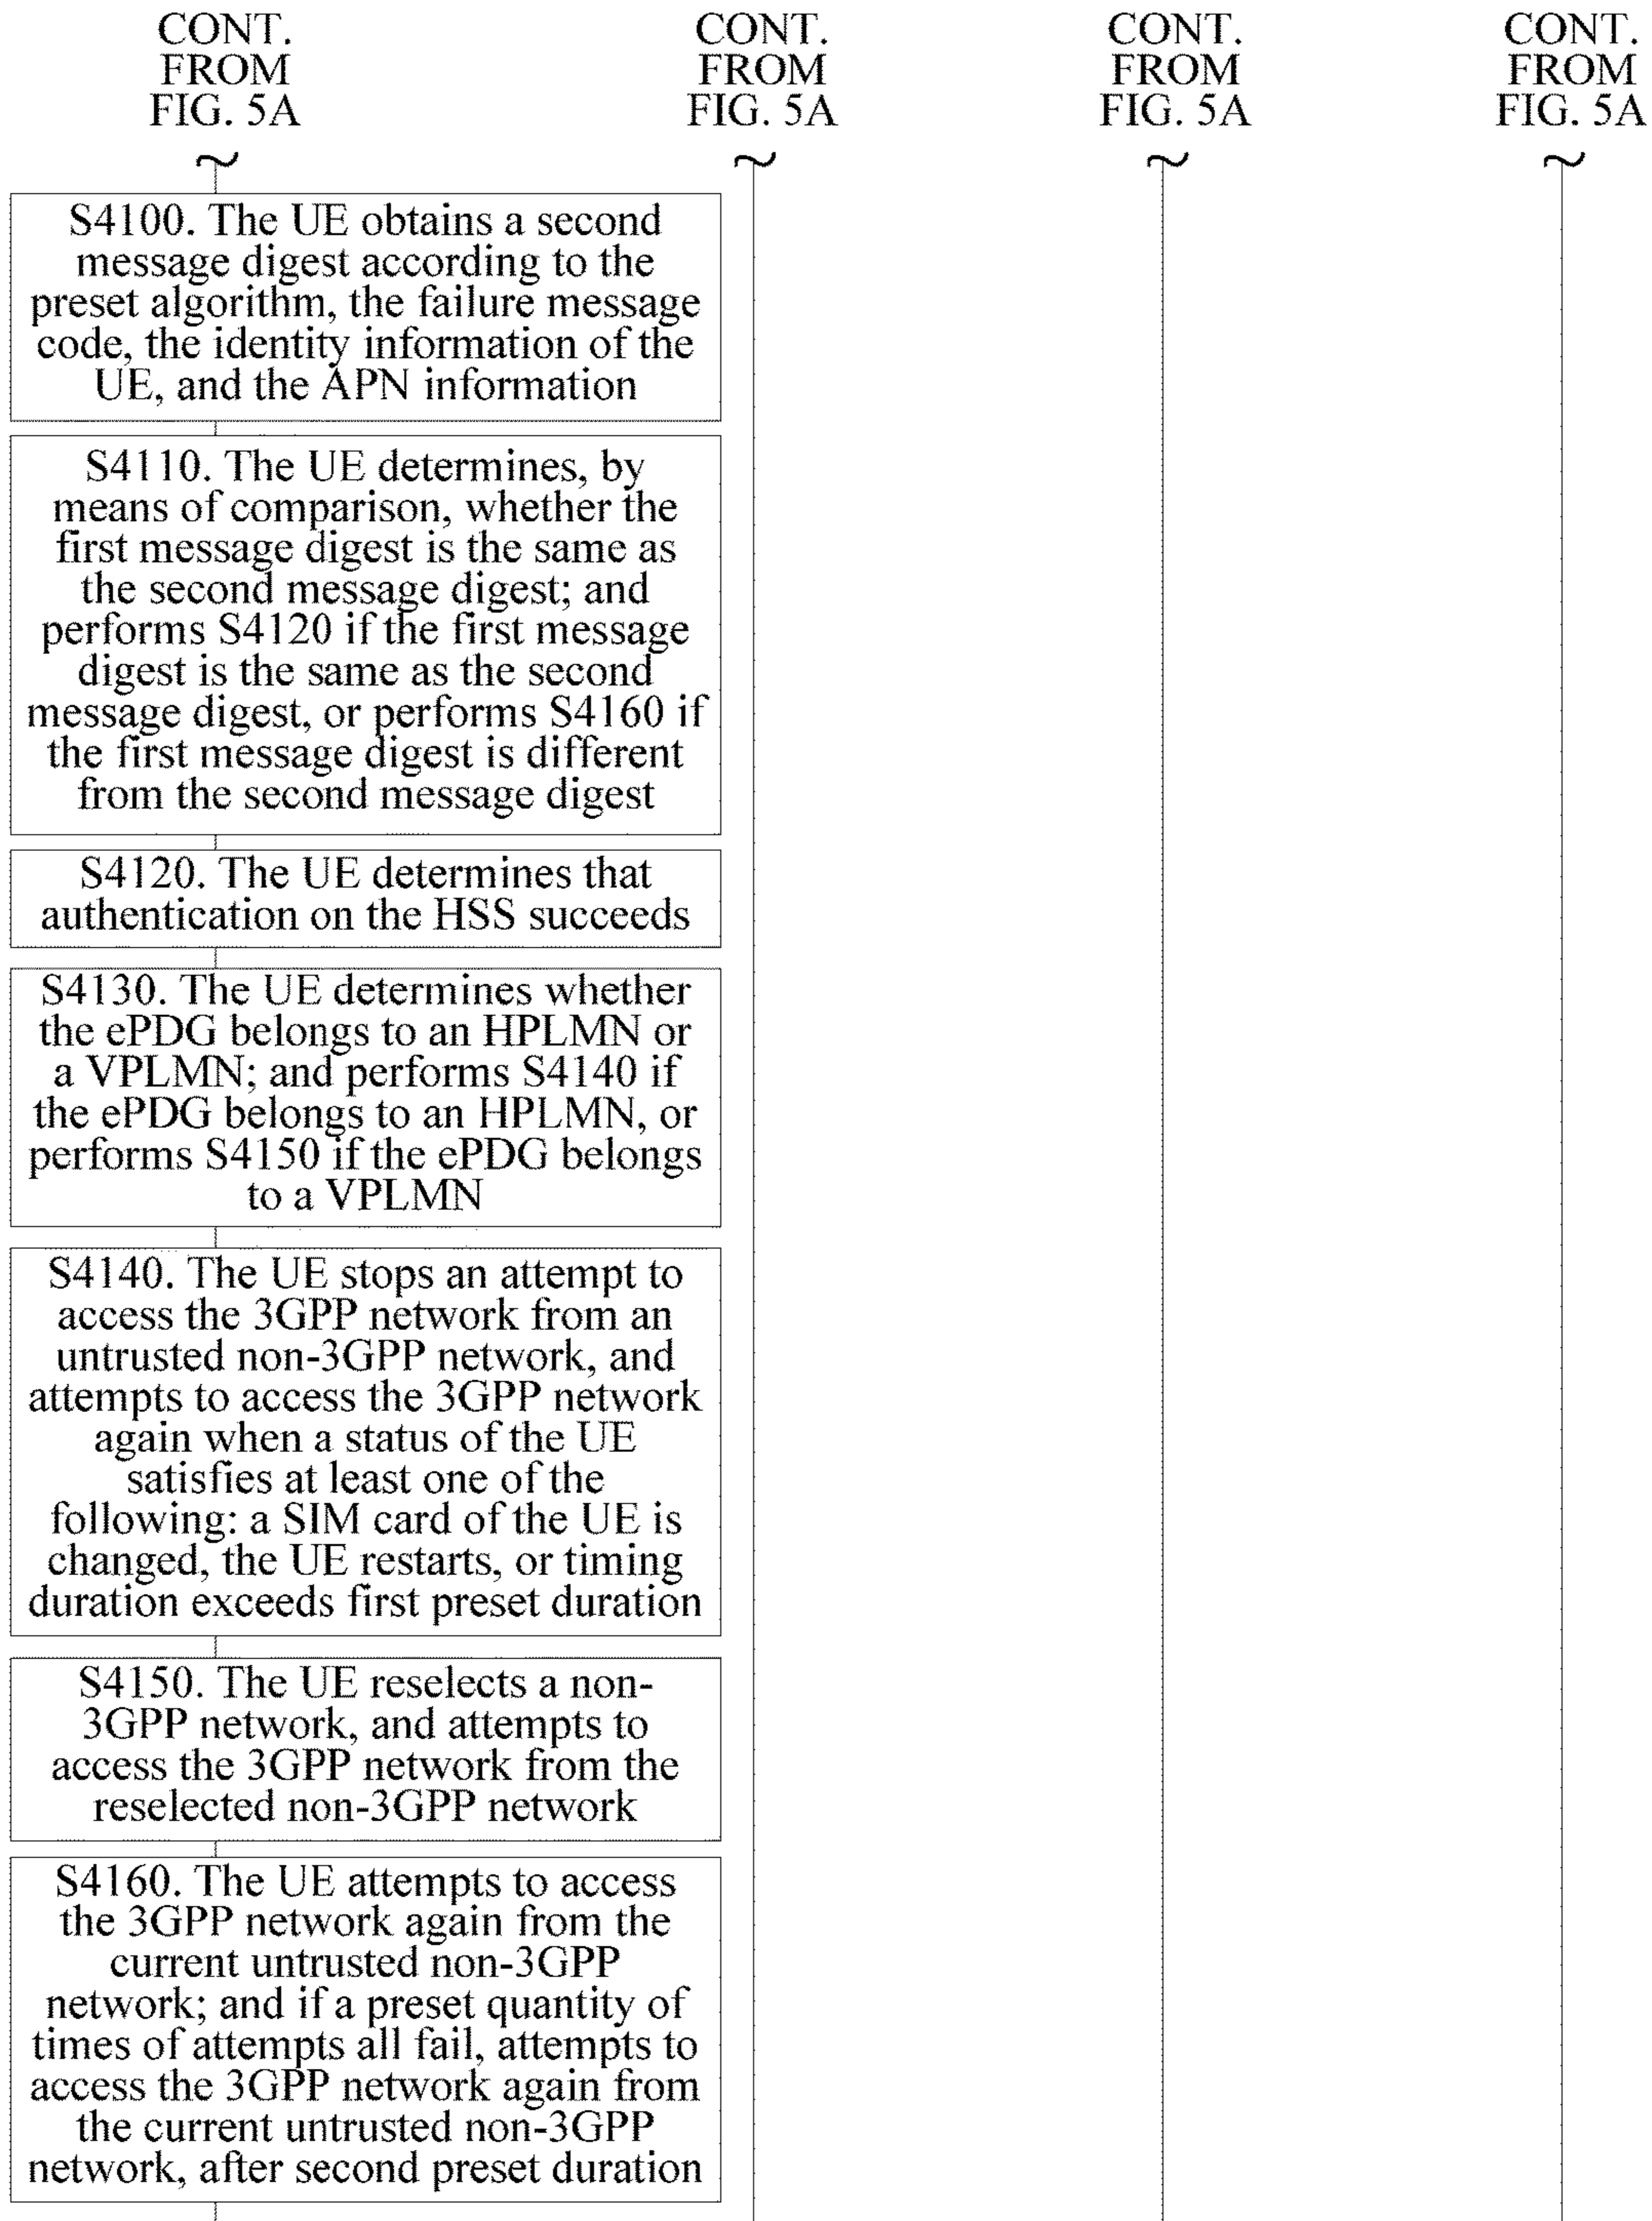 CONT.
FROM
FIG. 5A
CONT.
FROM
FIG. 5A
CONT.
FROM
FIG. 5A
CONT.
FROM
FIG. 5A
S4100. The UE obtains a second
message digest according to the
preset algorithm, the failure message
code, the identity information of the
UE, and the APN information
S4110. The UE determines, by
means of comparison, whether the
first message digest is the same as
the second message digest; and
performs S4120 if the first message
digest is the same as the second
message digest, or performs S4160 if
the first message digest is different
from the second message digest
S4120. The UE determines that
authentication on the HSS succeeds
S4130. The UE determines whether
the ePDG belongs to an HPLMN or
a VPLMN; and performs S4140 if
the ePDG belongs to an HPLMN, or
performs S4150 if the ePDG belongs
to a VPLMN
S4140. The UE stops an attempt to
access the 3GPP network from an
untrusted non-3GPP network, and
attempts to access the 3GPP network
again when a status of the UE
satisfies at least one of the
following: a SIM card of the UE is
changed, the UE restarts, or timing
duration exceeds first preset duration
S4150. The UE reselects a non-
3GPP network, and attempts to
access the 3GPP network from the
reselected non-3GPP network
S4160. The UE attempts to access
the 3GPP network again from the
current untrusted non-3GPP
network; and if a preset quantity of
times of attempts all fail, attempts to
access the 3GPP network again from
the current untrusted non-3GPP
network, after second preset duration